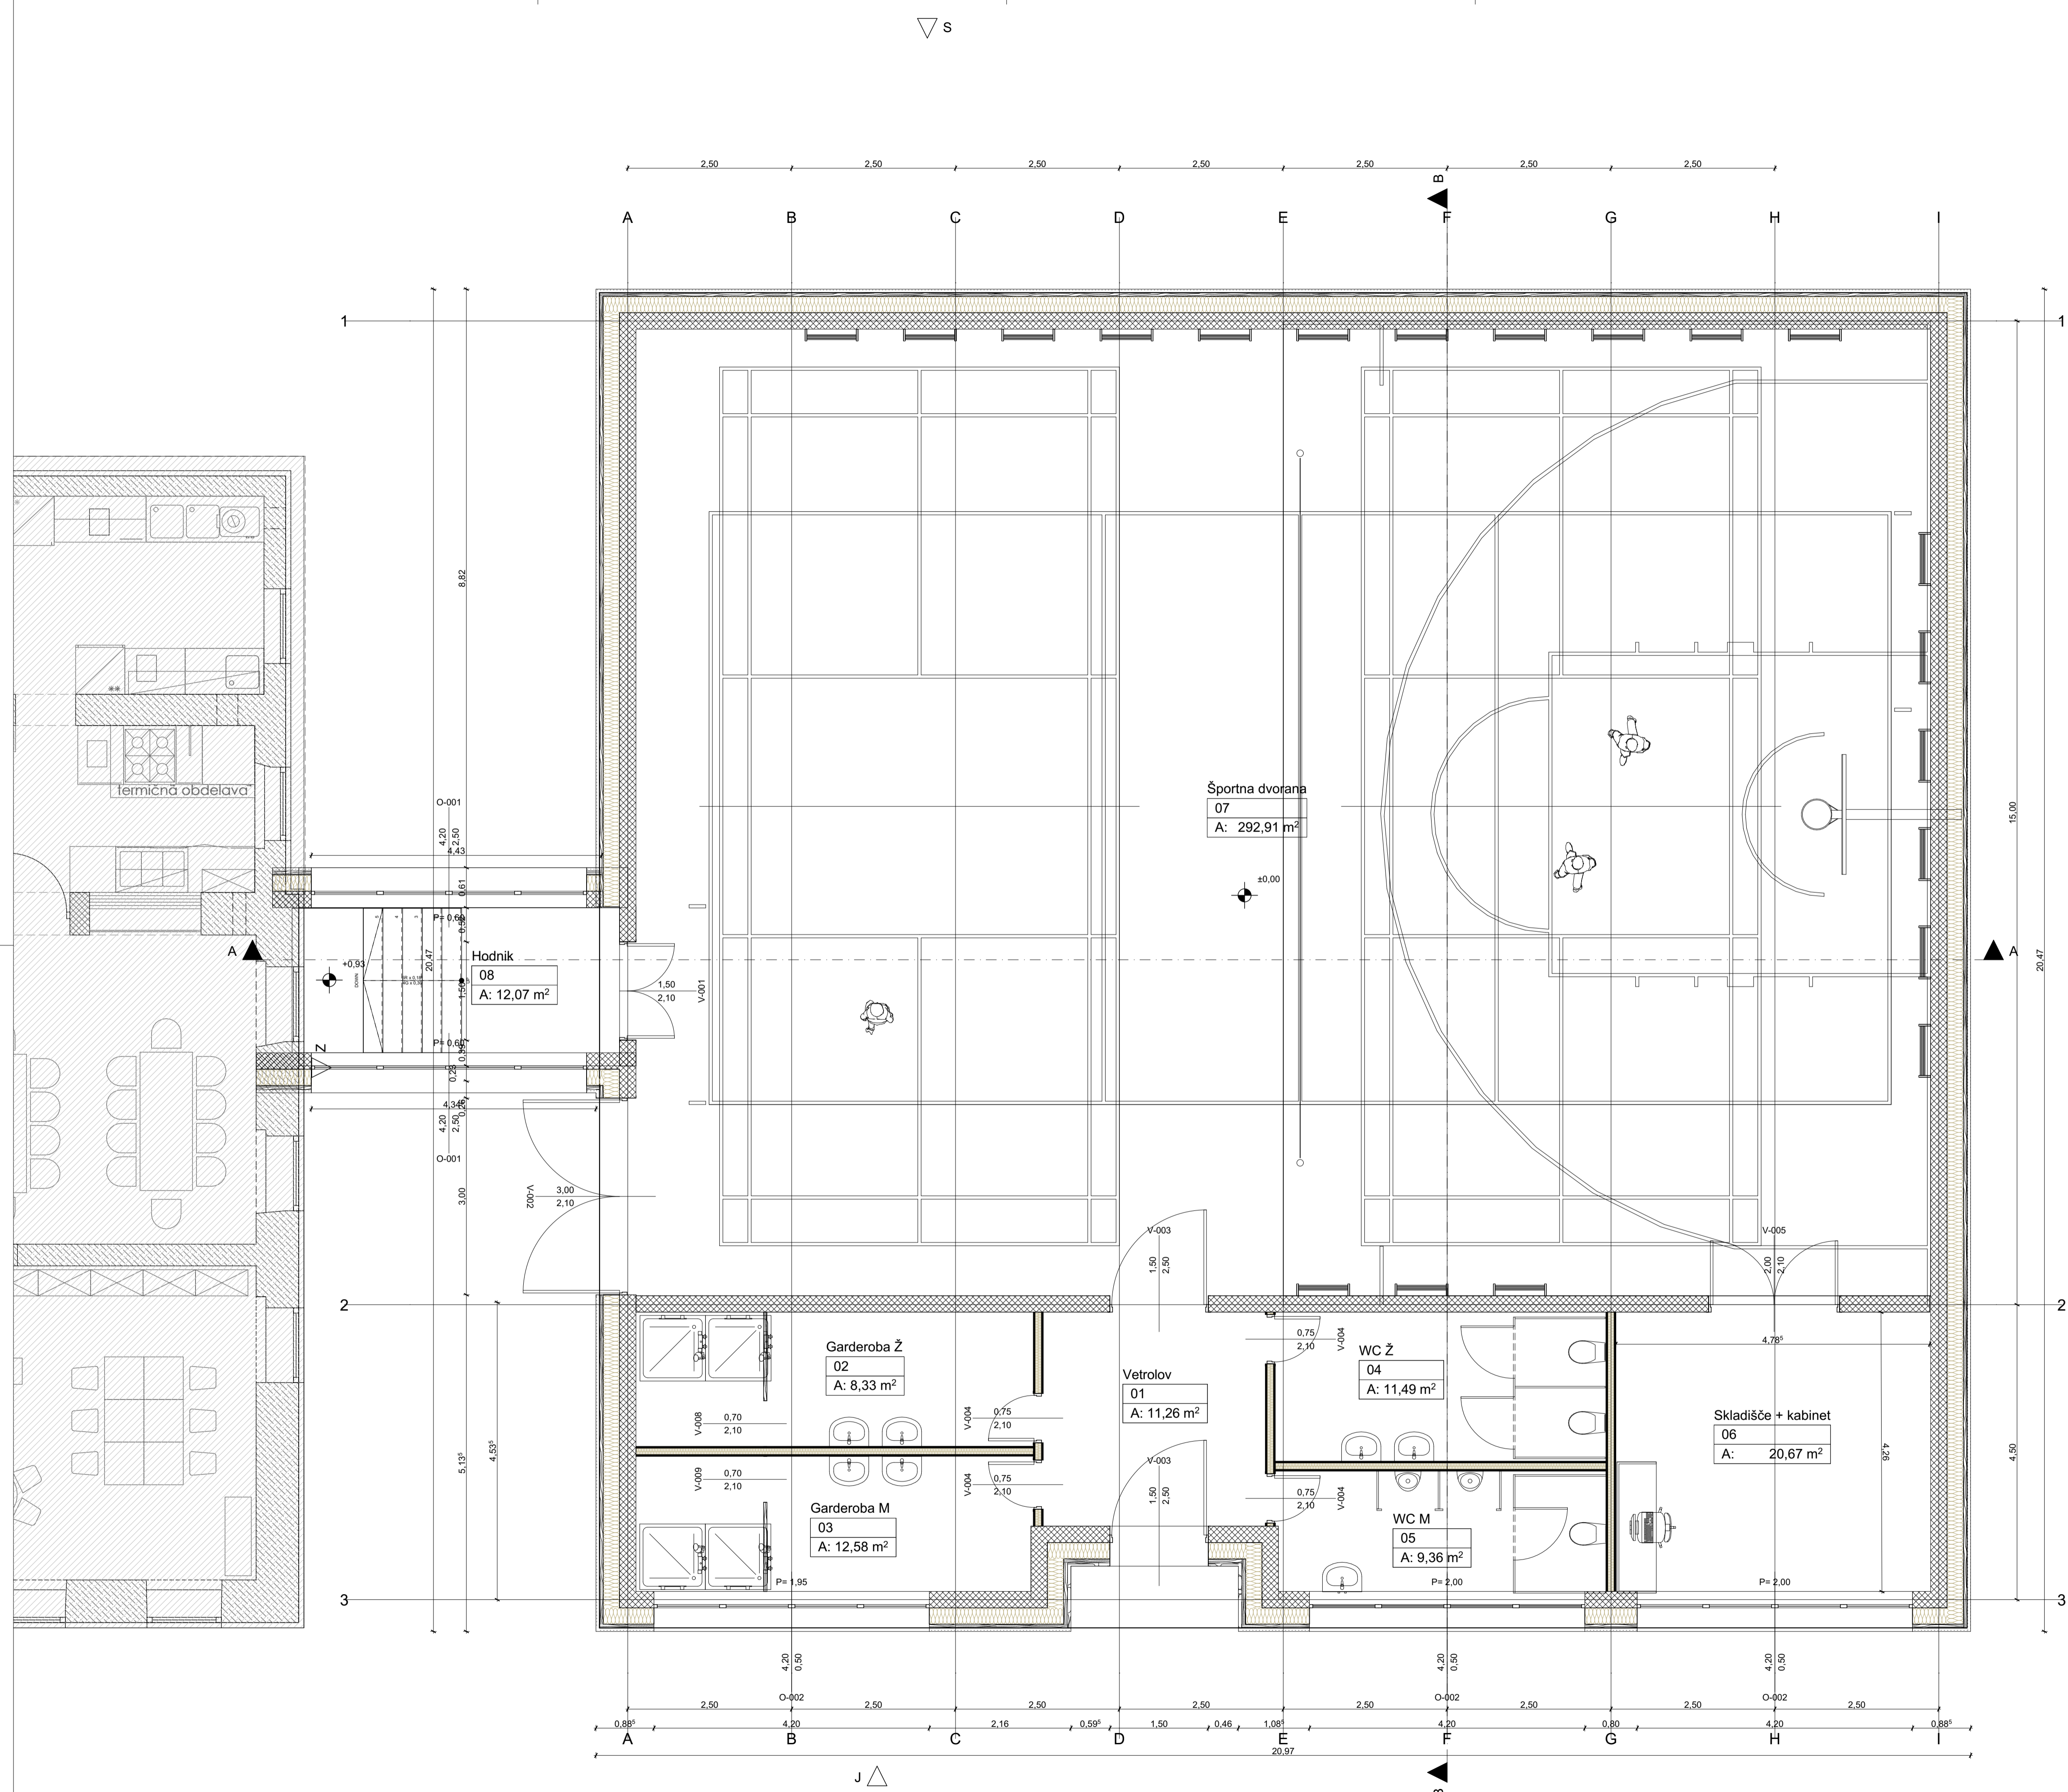 S
2,50
2,50
2,50
2,50
2,50
2,50
2,50
B
A
B
C
D
E
F
G
H
I
1
1
8,82
termična obdelava
**
Športna dvorana
07
A: 292,91 m²
±0,00
15,00
20,47
O-001
4,20
2,50
4,43
0,61
P= 0,60
A
+0,93
DOWN
20,47
Hodnik
08
A: 12,07 m²
1,50
1,50
2,10
V-001
A
Z
0,39
0,29
4,34
0,26
4,20
2,50
O-001
3,00
V-002
3,00
2,10
V-003
1.50
2,50
V-005
2,00
2,10
2
2
Garderoba Ž
02
A: 8,33 m²
0,75
2,10
V-004
WC Ž
04
A: 11,49 m²
4,78⁵
Vetrolov
01
A: 11,26 m²
V-008
0,70
2,10
V-004
0,75
2,10
Skladišče + kabinet
06
A: 20,67 m²
4,26
4,50
5,13⁵
4,53⁵
V-009
0,70
2,10
V-004
0,75
2,10
V-003
1.50
2,50
0,75
2,10
V-004
Garderoba M
03
A: 12,58 m²
WC M
05
A: 9,36 m²
P= 1,95
P= 2,00
P= 2,00
3
3
4,20
0,50
4,20
0,50
4,20
0,50
O-002
O-002
O-002
2,50
2,50
2,50
2,50
2,50
2,50
2,50
2,50
0,88⁵
4,20
2,16
0,59⁵
1,50
0,46
1,08⁵
4,20
0,80
4,20
0,88⁵
A
B
C
D
E
F
G
H
I
20,97
J
B